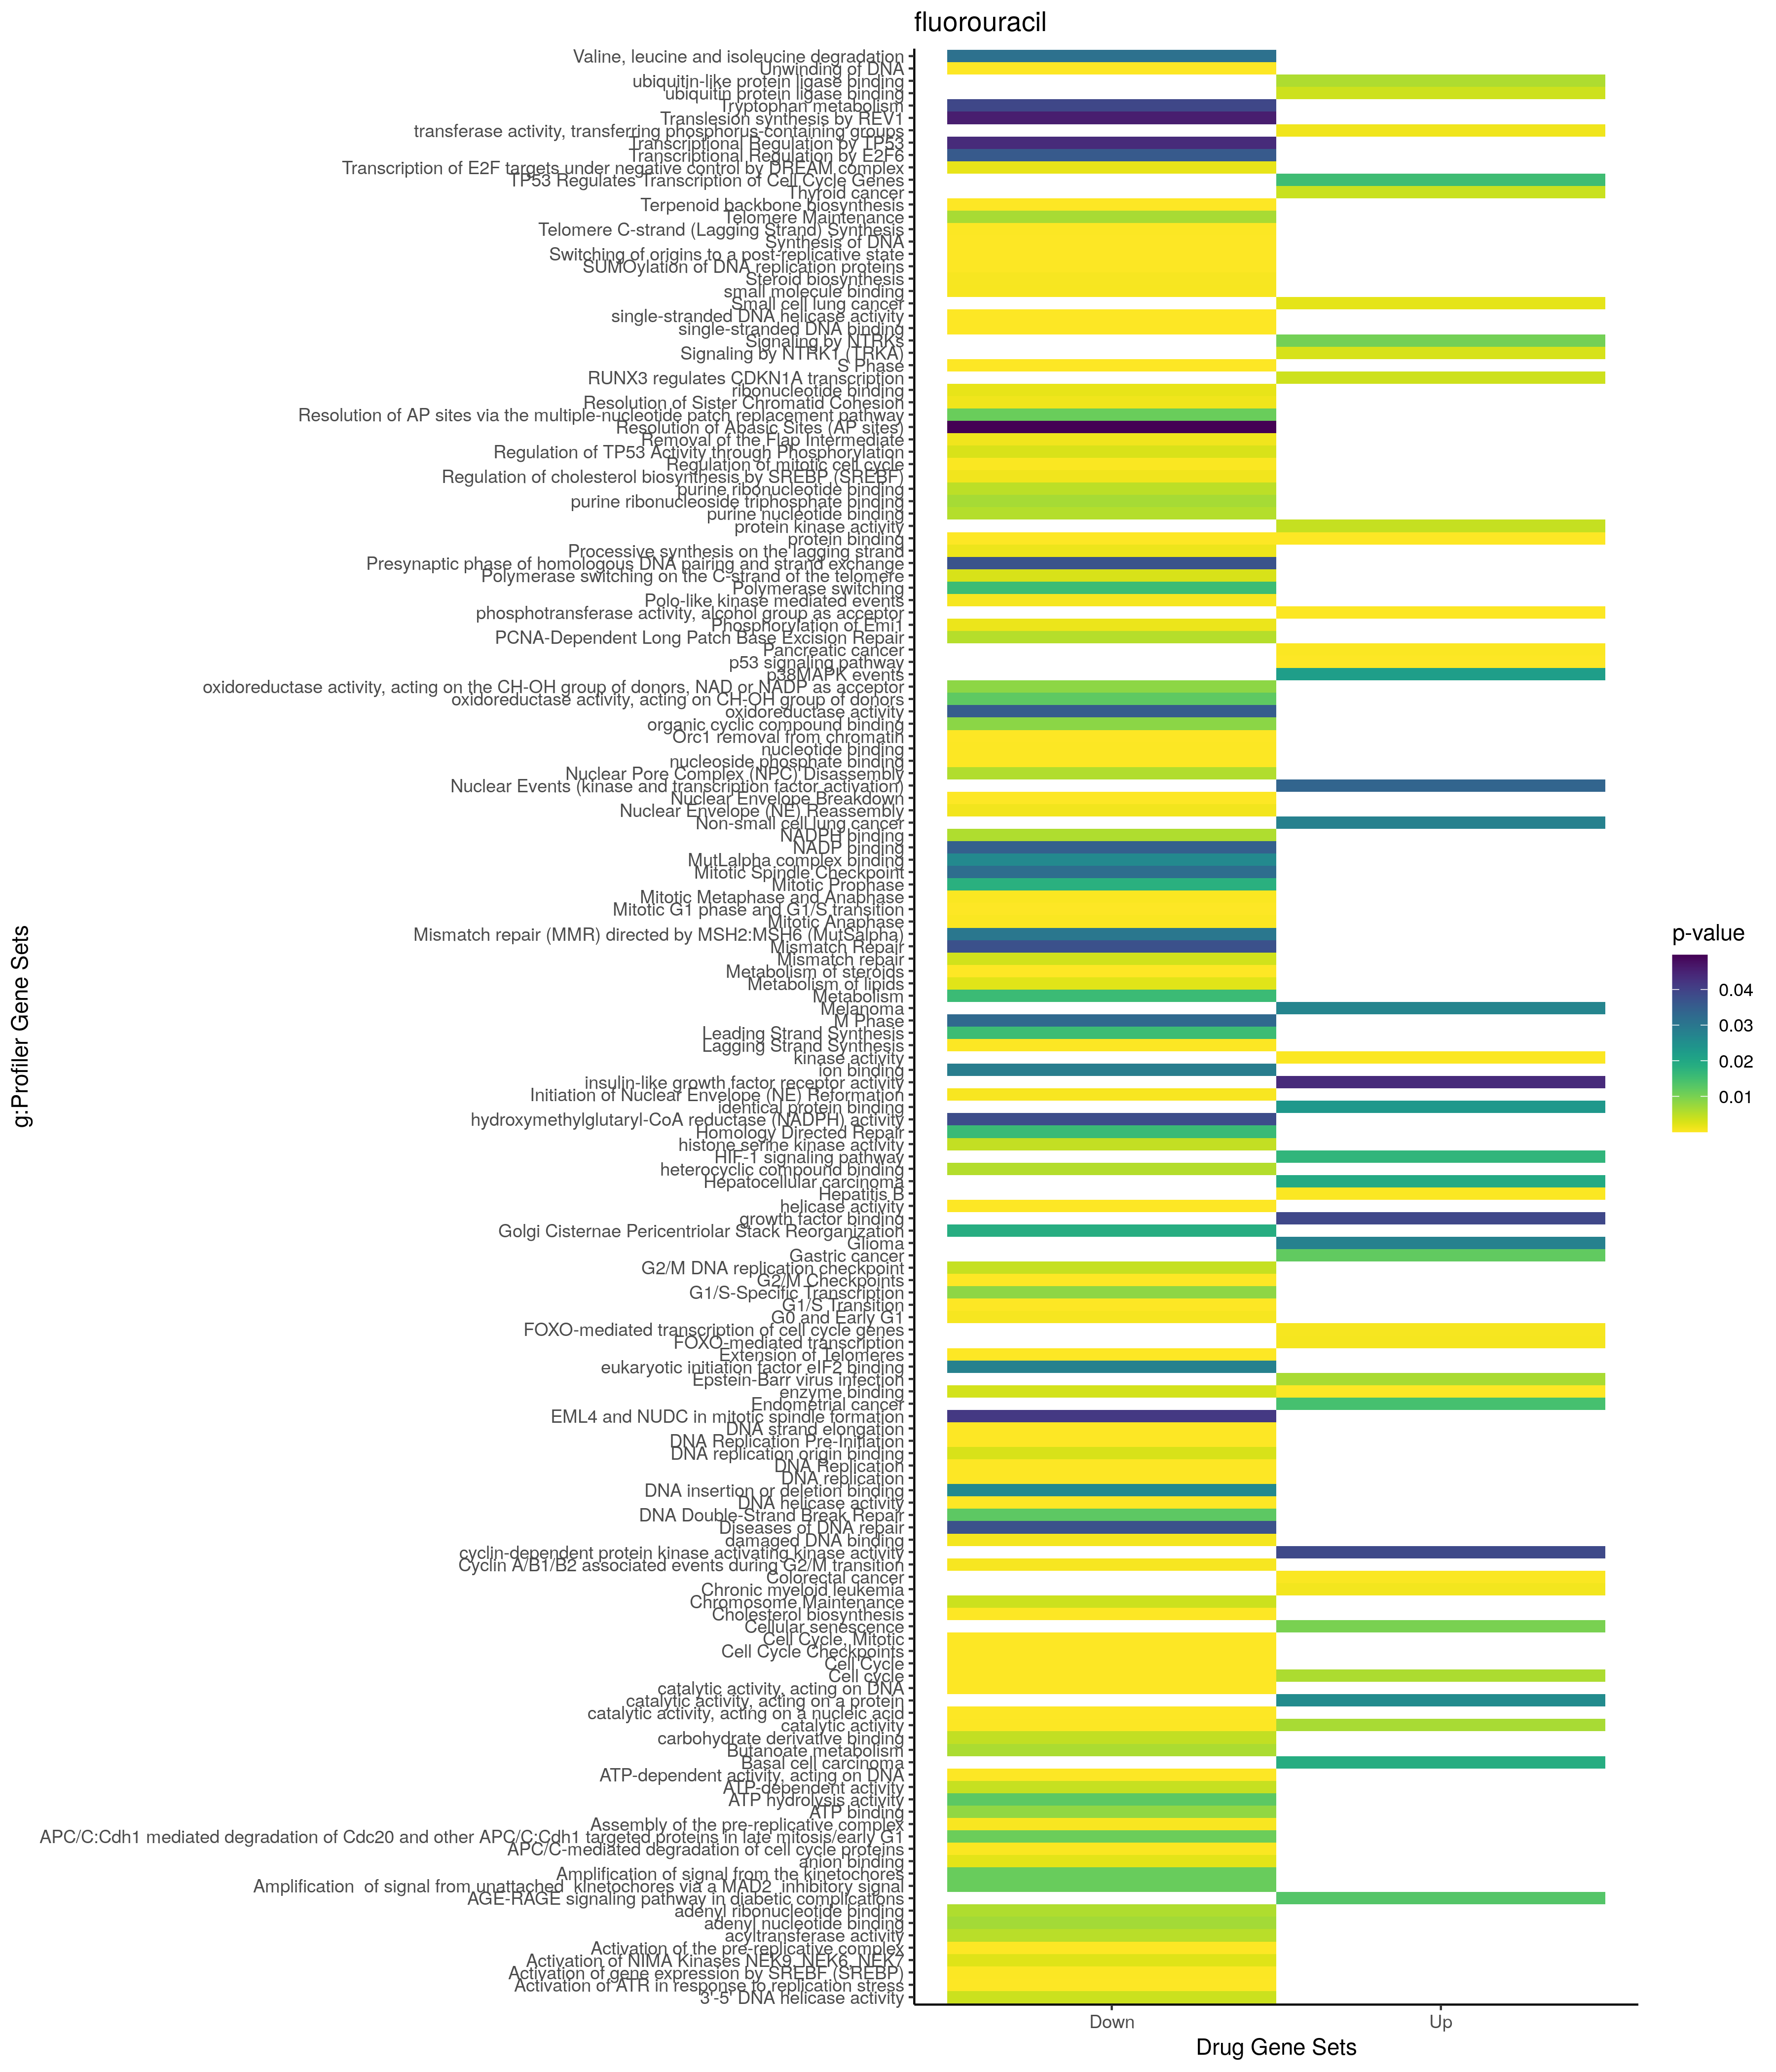 fluorouracil
Valine, leucine and isoleucine degradation
Unwinding of DNA
ubiquitin-like protein ligase binding
ubiquitin protein ligase binding
Tryptophan metabolism
Translesion synthesis by REV1
transferase activity, transferring phosphorus-containing groups
Transcriptional Regulation by TP53
Transcriptional Regulation by E2F6
Transcription of E2F targets under negative control by DREAM complex
TP53 Regulates Transcription of Cell Cycle Genes
Thyroid cancer
Terpenoid backbone biosynthesis
Telomere Maintenance
Telomere C-strand (Lagging Strand) Synthesis
Synthesis of DNA
Switching of origins to a post-replicative state
SUMOylation of DNA replication proteins
Steroid biosynthesis
small molecule binding
Small cell lung cancer
single-stranded DNA helicase activity
single-stranded DNA binding
Signaling by NTRKs
Signaling by NTRK1 (TRKA)
S Phase
RUNX3 regulates CDKN1A transcription
ribonucleotide binding
Resolution of Sister Chromatid Cohesion
Resolution of AP sites via the multiple-nucleotide patch replacement pathway
Resolution of Abasic Sites (AP sites)
Removal of the Flap Intermediate
Regulation of TP53 Activity through Phosphorylation
Regulation of mitotic cell cycle
Regulation of cholesterol biosynthesis by SREBP (SREBF)
purine ribonucleotide binding
purine ribonucleoside triphosphate binding
purine nucleotide binding
protein kinase activity
protein binding
Processive synthesis on the lagging strand
Presynaptic phase of homologous DNA pairing and strand exchange
Polymerase switching on the C-strand of the telomere
Polymerase switching
Polo-like kinase mediated events
phosphotransferase activity, alcohol group as acceptor
Phosphorylation of Emi1
PCNA-Dependent Long Patch Base Excision Repair
Pancreatic cancer
p53 signaling pathway
p38MAPK events
oxidoreductase activity, acting on the CH-OH group of donors, NAD or NADP as acceptor
oxidoreductase activity, acting on CH-OH group of donors
oxidoreductase activity
organic cyclic compound binding
Orc1 removal from chromatin
nucleotide binding
nucleoside phosphate binding
Nuclear Pore Complex (NPC) Disassembly
Nuclear Events (kinase and transcription factor activation)
Nuclear Envelope Breakdown
Nuclear Envelope (NE) Reassembly
Non-small cell lung cancer
NADPH binding
NADP binding
MutLalpha complex binding
Mitotic Spindle Checkpoint
Mitotic Prophase
Mitotic Metaphase and Anaphase
Mitotic G1 phase and G1/S transition
Mitotic Anaphase
Mismatch repair (MMR) directed by MSH2:MSH6 (MutSalpha)
Mismatch Repair
Mismatch repair
Metabolism of steroids
Metabolism of lipids
Metabolism
Melanoma
M Phase
Leading Strand Synthesis
Lagging Strand Synthesis
kinase activity
ion binding
insulin-like growth factor receptor activity
Initiation of Nuclear Envelope (NE) Reformation
identical protein binding
hydroxymethylglutaryl-CoA reductase (NADPH) activity
Homology Directed Repair
histone serine kinase activity
HIF-1 signaling pathway
heterocyclic compound binding
Hepatocellular carcinoma
Hepatitis B
helicase activity
growth factor binding
Golgi Cisternae Pericentriolar Stack Reorganization
Glioma
Gastric cancer
G2/M DNA replication checkpoint
G2/M Checkpoints
G1/S-Specific Transcription
G1/S Transition
G0 and Early G1
FOXO-mediated transcription of cell cycle genes
FOXO-mediated transcription
Extension of Telomeres
eukaryotic initiation factor eIF2 binding
Epstein-Barr virus infection
enzyme binding
Endometrial cancer
EML4 and NUDC in mitotic spindle formation
DNA strand elongation
DNA Replication Pre-Initiation
DNA replication origin binding
DNA Replication
DNA replication
DNA insertion or deletion binding
DNA helicase activity
DNA Double-Strand Break Repair
Diseases of DNA repair
damaged DNA binding
cyclin-dependent protein kinase activating kinase activity
Cyclin A/B1/B2 associated events during G2/M transition
Colorectal cancer
Chronic myeloid leukemia
Chromosome Maintenance
Cholesterol biosynthesis
Cellular senescence
Cell Cycle, Mitotic
Cell Cycle Checkpoints
Cell Cycle
Cell cycle
catalytic activity, acting on DNA
catalytic activity, acting on a protein
catalytic activity, acting on a nucleic acid
catalytic activity
carbohydrate derivative binding
Butanoate metabolism
Basal cell carcinoma
ATP-dependent activity, acting on DNA
ATP-dependent activity
ATP hydrolysis activity
ATP binding
Assembly of the pre-replicative complex
APC/C:Cdh1 mediated degradation of Cdc20 and other APC/C:Cdh1 targeted proteins in late mitosis/early G1
APC/C-mediated degradation of cell cycle proteins
anion binding
Amplification of signal from the kinetochores
Amplification  of signal from unattached  kinetochores via a MAD2  inhibitory signal
AGE-RAGE signaling pathway in diabetic complications
adenyl ribonucleotide binding
adenyl nucleotide binding
acyltransferase activity
Activation of the pre-replicative complex
Activation of NIMA Kinases NEK9, NEK6, NEK7
Activation of gene expression by SREBF (SREBP)
Activation of ATR in response to replication stress
3'-5' DNA helicase activity
Down
Up
Drug Gene Sets
g:Profiler Gene Sets
p-value
0.04
0.03
0.02
0.01